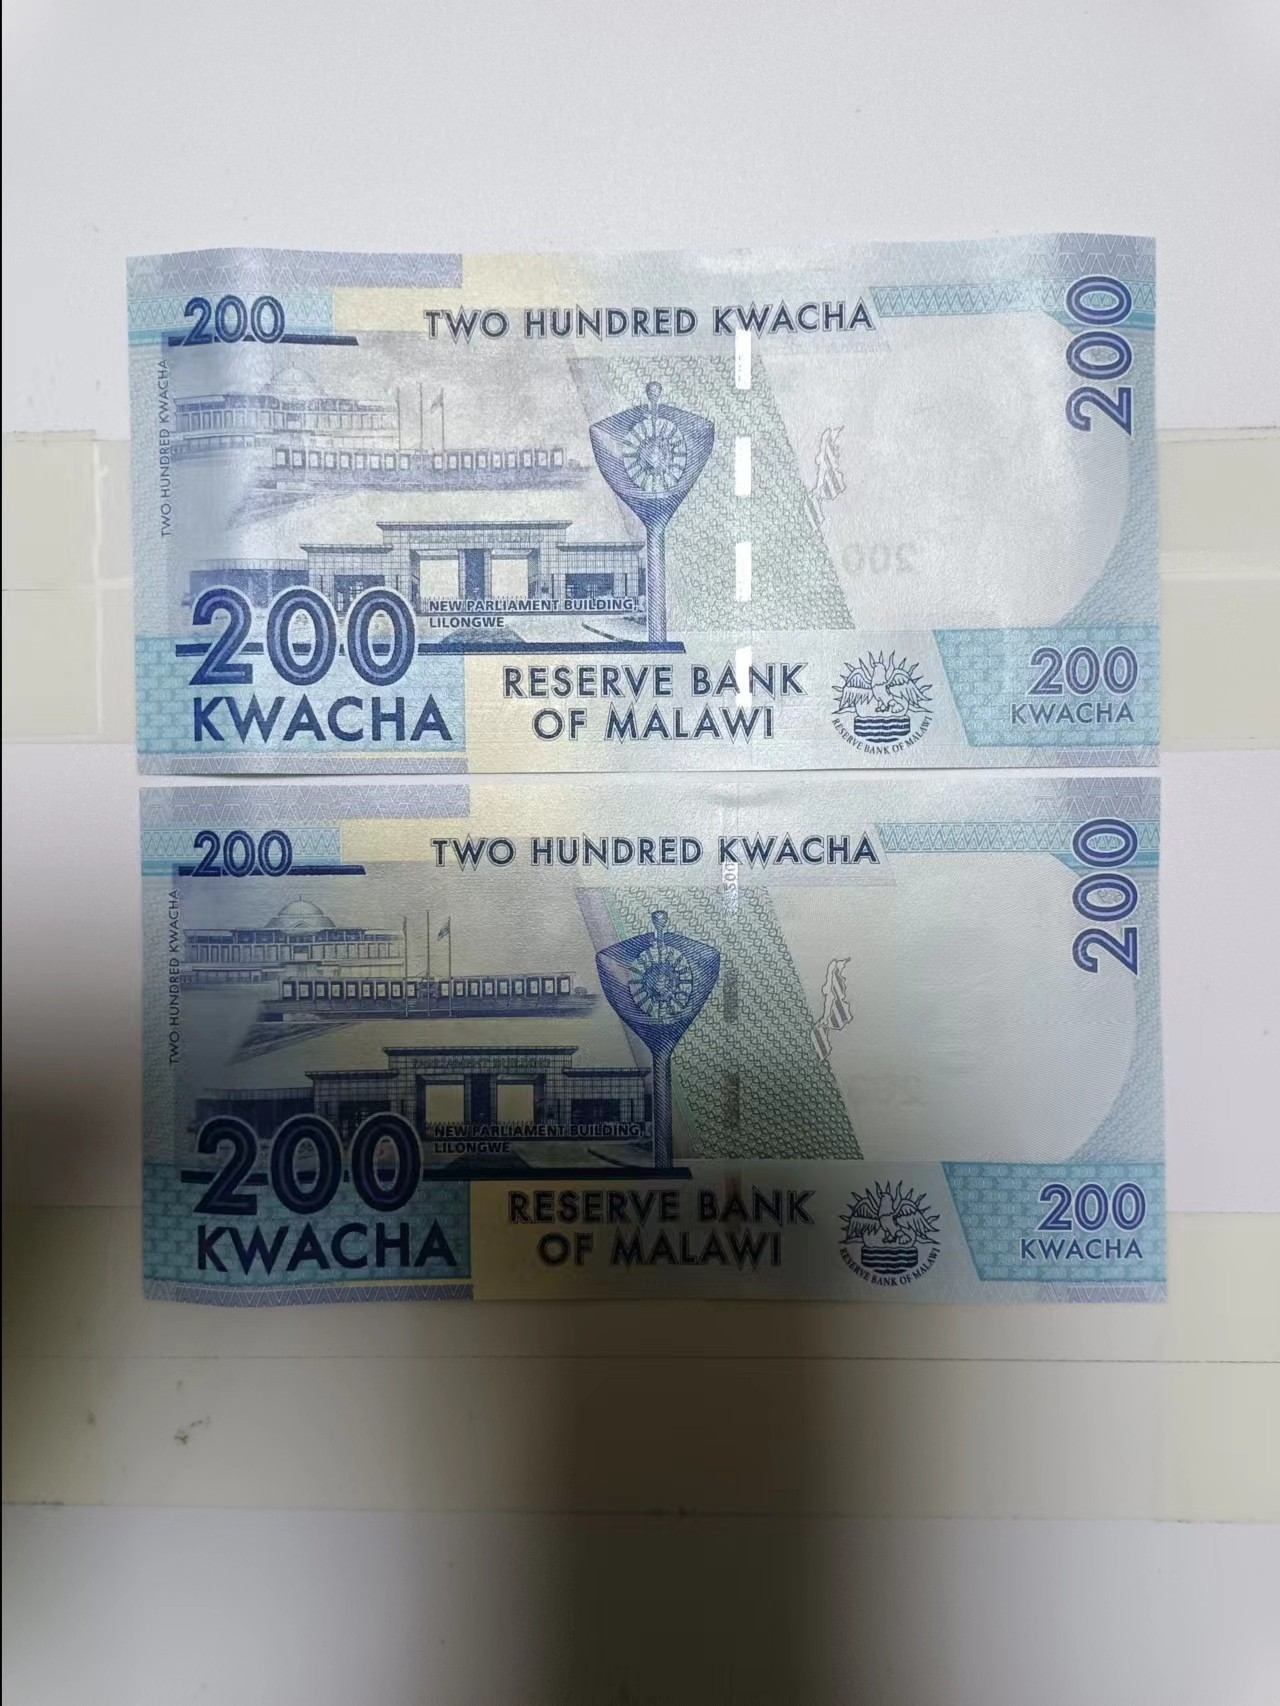 200
TWO HUNDRED KWACHA
200
TWO HUNDRED KWACHA
200
NEW PARLIAMENT BUILDING,
LILONGWE
200
KWACHA
RESERVE BANK
OF MALAWI
RESERVE BANK OF MALAWI
200
KWACHA
200
TWO HUNDRED KWACHA
200
TWO HUNDRED KWACHA
NEW PARLIAMENT BUILDING,
LILONGWE
200
KWACHA
RESERVE BANK
OF MALAWI
RESERVE BANK OF MALAWI
200
KWACHA